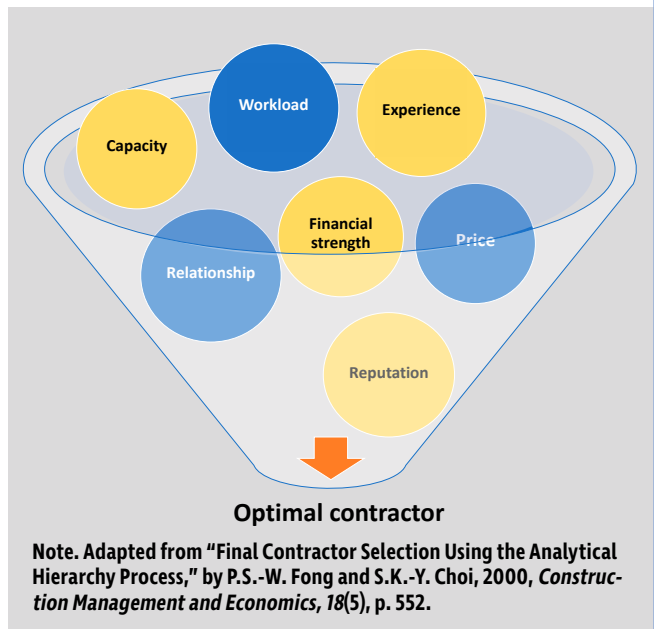 Workload
Experience
Capacity
Financial
strength
Price
Relationship
Reputation
Optimal contractor
Note. Adapted from “Final Contractor Selection Using the Analytical
Hierarchy Process,” by P.S.-W. Fong and S.K.-Y. Choi, 2000, Construc-
tion Management and Economics, 18(5), p. 552.